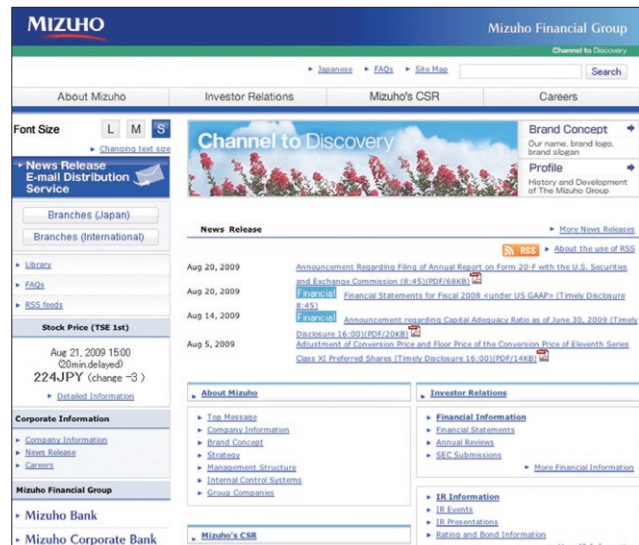 MIZUHO
Mizuho Financial Group
Channel to Discovery
Japanese FAQs Site Map Search
About Mizuho Investor Relations Mizuho's CSR Careers
Font Size L M S
Changing text size
News Release
E-mail Distribution
Service
Branches (Japan)
Branches (International)
Library
FAQs
RSS feeds
Stock Price (TSE 1st)
Aug 21, 2009 15:00
(20min.delayed)
224JPY (change -3 )
Detailed Information
Corporate Information
Company Information
News Release
Careers
Mizuho Financial Group
Mizuho Bank
Mizuho Corporate Bank
Channel to Discovery
Brand Concept
Our name, brand logo,
brand slogan
Profile
History and Development
of The Mizuho Group
News Release More News Releases
RSS About the use of RSS
Aug 20, 2009 Announcement Regarding Filing of Annual Report on Form 20-F with the U.S. Securities
and Exchange Commission (8:45)(PDF/68KB)
Aug 20, 2009 Financial Financial Statements for Fiscal 2008 <under US GAAP> (Timely Disclosure
8:45)
Aug 14, 2009 Financial Announcement regarding Capital Adequacy Ratio as of June 30, 2009 (Timely
Disclosure 16:00)(PDF/20KB)
Aug 5, 2009 Adjustment of Conversion Price and Floor Price of the Conversion Price of Eleventh Series
Class XI Preferred Shares (Timely Disclosure 16:00)(PDF/14KB)
About Mizuho
Top Message
Company Information
Brand Concept
Strategy
Management Structure
Internal Control Systems
Group Companies
Mizuho's CSR
Investor Relations
Financial Information
Financial Statements
Annual Reviews
SEC Submissions
More Financial Information
IR Information
IR Events
IR Presentations
Rating and Bond Information